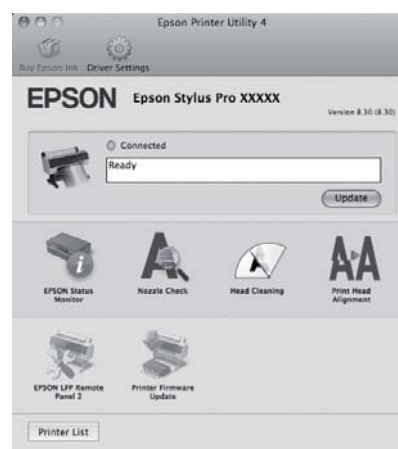 Epson Printer Utility 4
Buy Epson Ink
Driver Settings
EPSON
Epson Stylus Pro XXXXX
Version 8.30 (8.30)
Connected
Ready
Update
EPSON Status
Monitor
Nozzle Check
Head Cleaning
Print Head
Alignment
EPSON LFP Remote
Panel 2
Printer Firmware
Update
Printer List